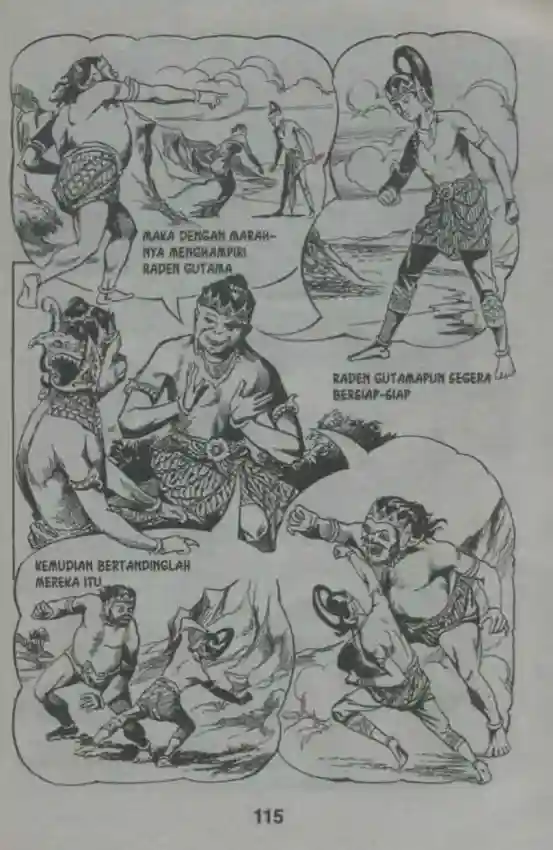 MAKA DENGAN MARAH-
NYA MENGHAMPIRI
RADEN GUTAMA
RADEN GUTAMAPUN SEGERA
BERSIAP-SIAP
KEMUDIAN BERTANDINGLAH
MEREKA ITU
115